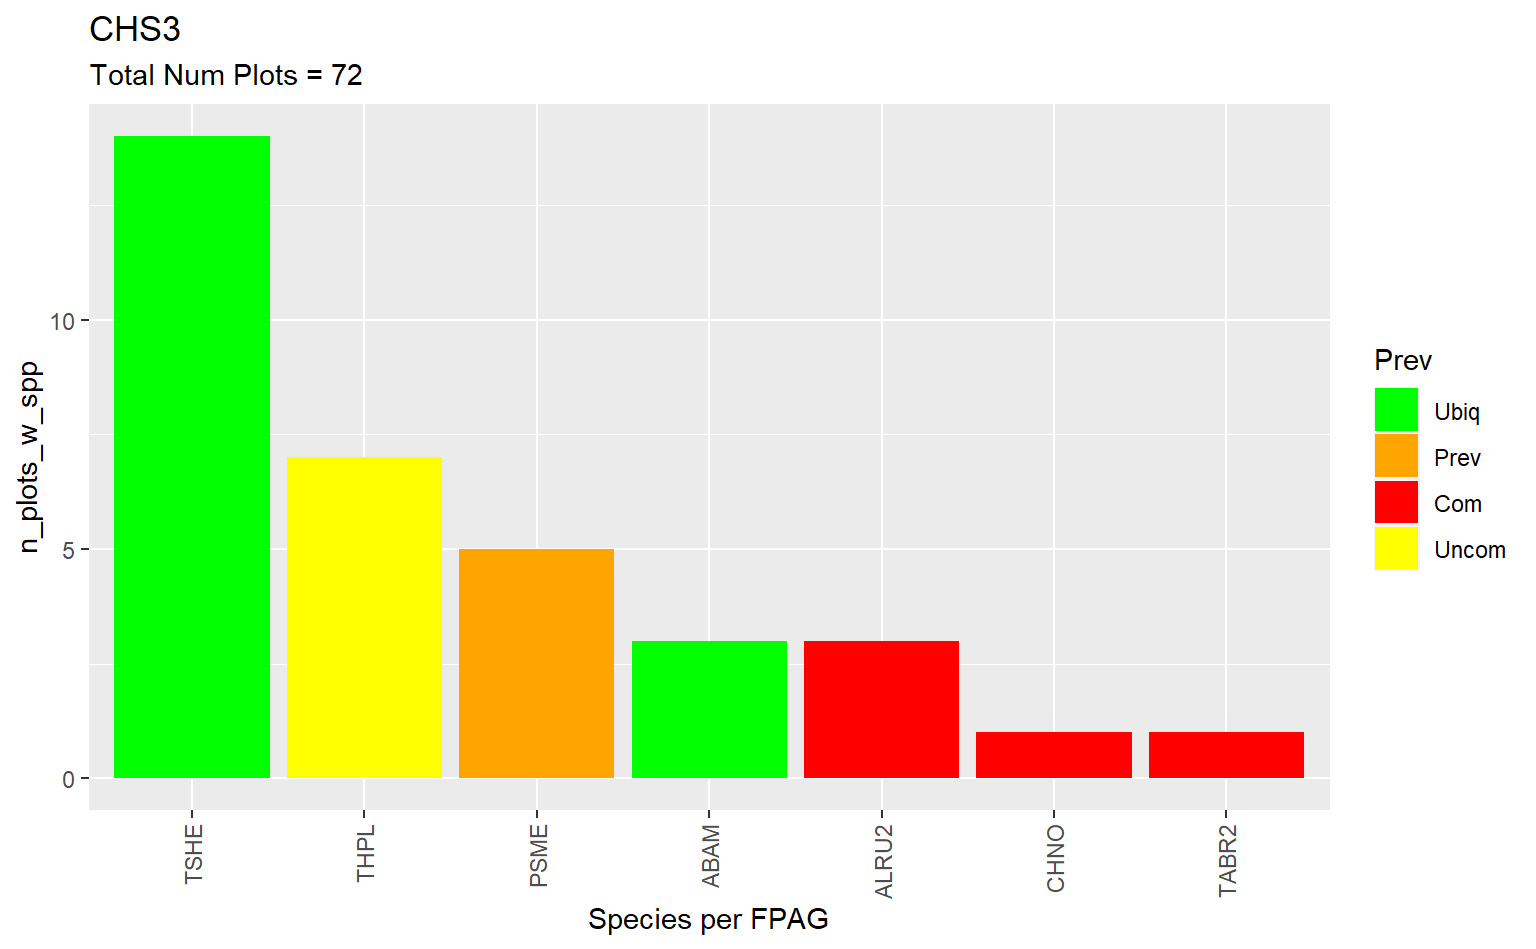 CHS3
Total Num Plots = 72
n_plots_w_spp
10
5
0
TSHE
THPL
PSME
ABAM
ALRU2
CHNO
TABR2
Species per FPAG
Prev
Ubiq
Prev
Com
Uncom